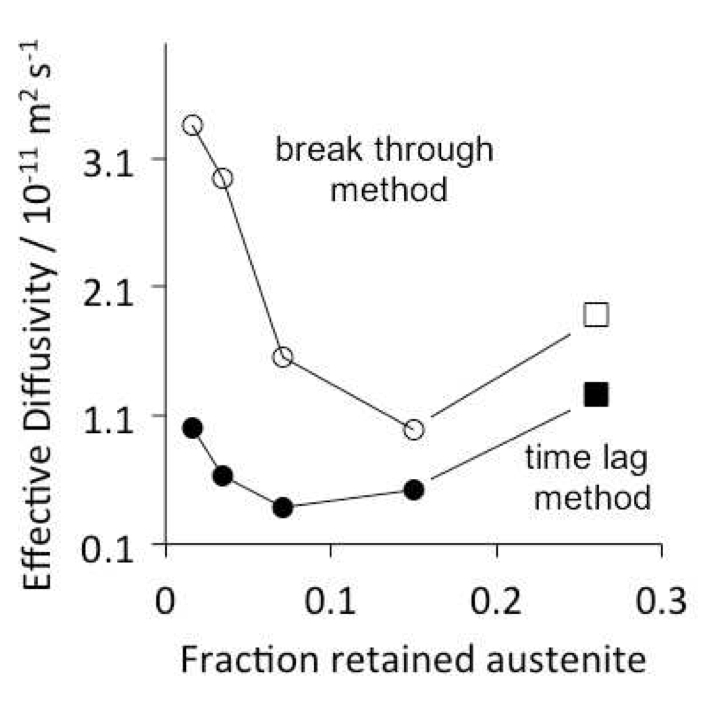 Effective Diffusivity / 10⁻¹¹ m² s⁻¹
break through
method
3.1
2.1
1.1
time lag
method
0.1
0 0.1 0.2 0.3
Fraction retained austenite